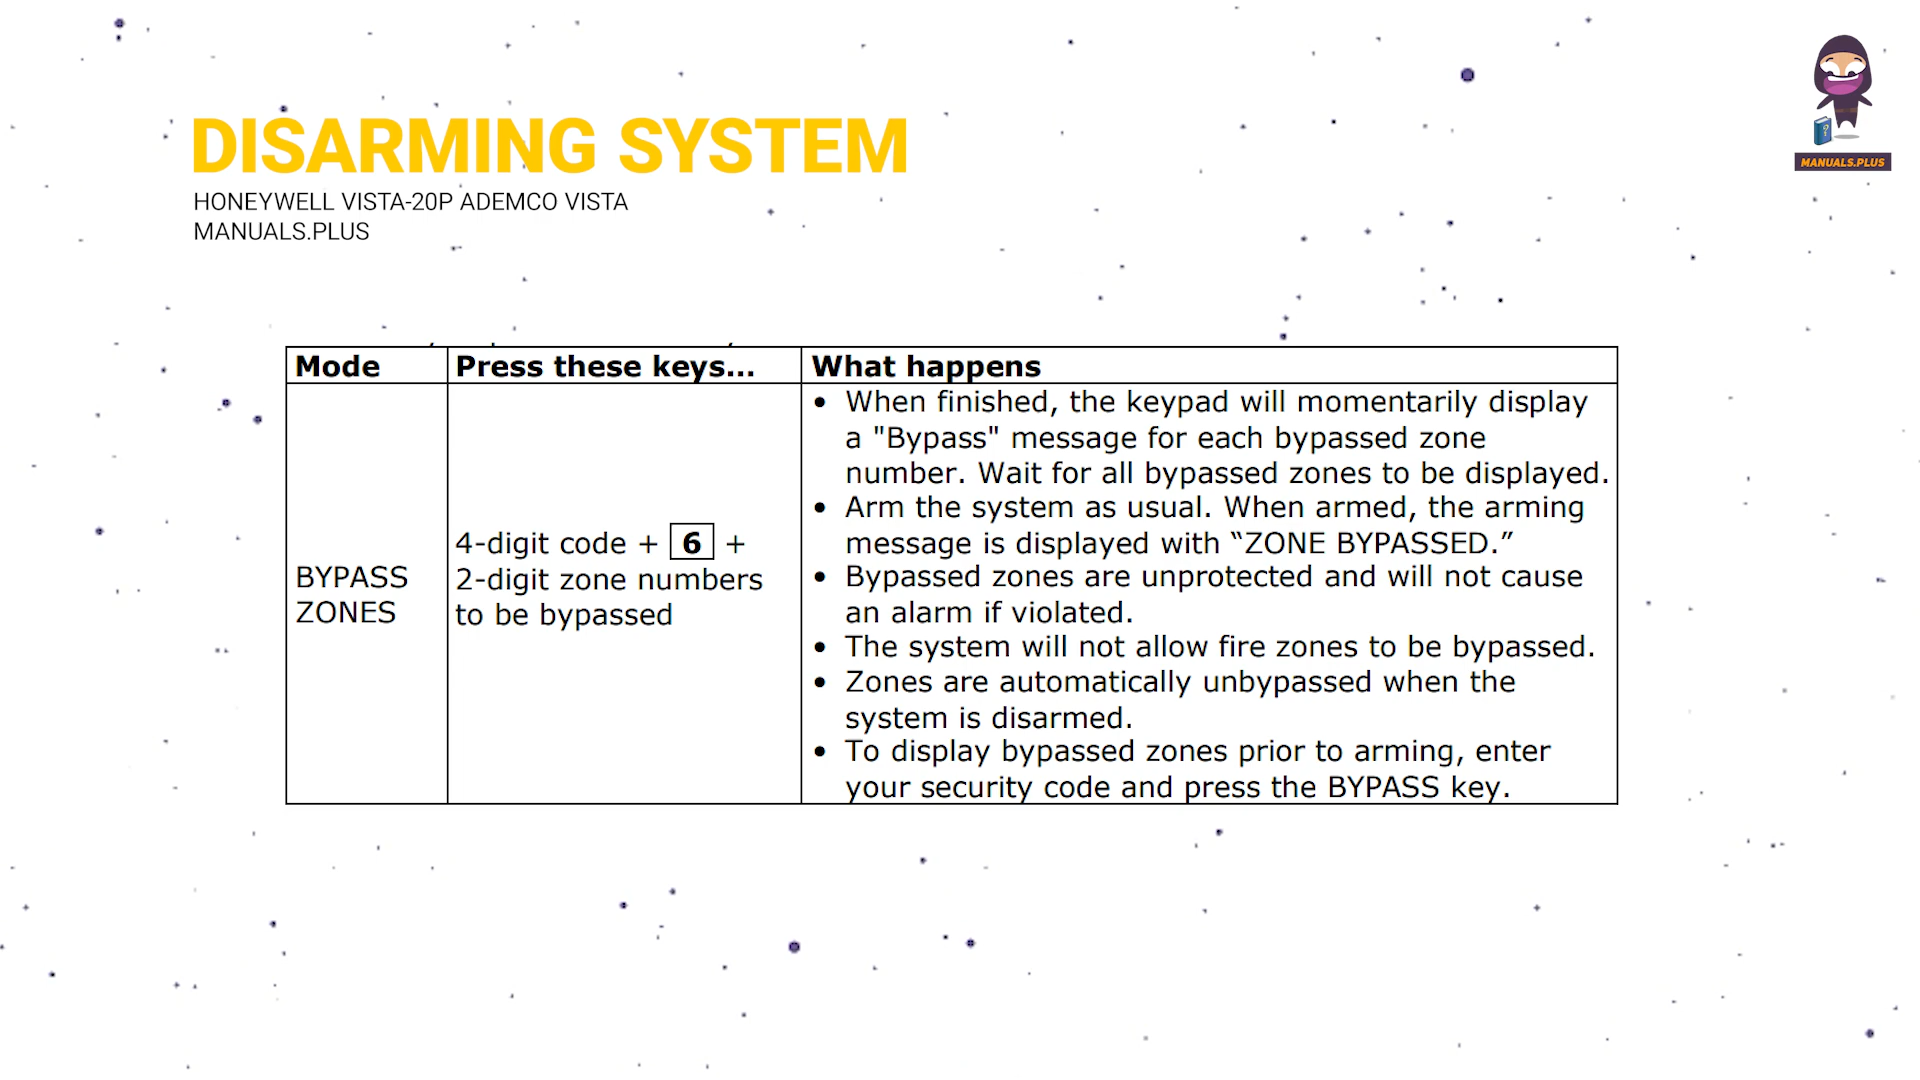 DISARMING SYSTEM
HONEYWELL VISTA-20P ADEMCO VISTA
MANUALS.PLUS
MANUALS.PLUS
Mode
Press these keys...
What happens
BYPASS
ZONES
4-digit code + 6 +
2-digit zone numbers
to be bypassed
• When finished, the keypad will momentarily display
a "Bypass" message for each bypassed zone
number. Wait for all bypassed zones to be displayed.
• Arm the system as usual. When armed, the arming
message is displayed with “ZONE BYPASSED.”
• Bypassed zones are unprotected and will not cause
an alarm if violated.
• The system will not allow fire zones to be bypassed.
• Zones are automatically unbypassed when the
system is disarmed.
• To display bypassed zones prior to arming, enter
your security code and press the BYPASS key.